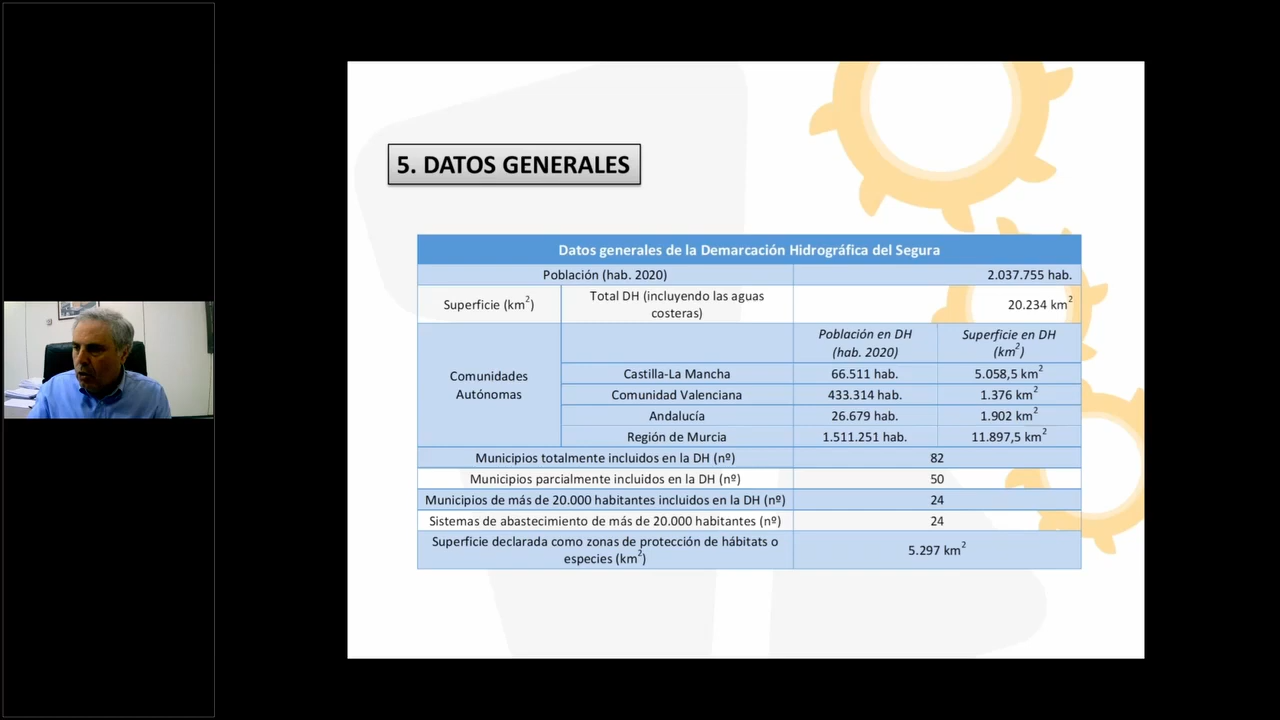 5. DATOS GENERALES
Datos generales de la Demarcación Hidrográfica del Segura
Población (hab. 2020) 2.037.755 hab.
Superficie (km2) Total DH (incluyendo las aguas
costeras) 20.234 km2
Comunidades
Autónomas
Población en DH
(hab. 2020)
Superficie en DH
(km2)
Castilla-La Mancha 66.511 hab. 5.058,5 km2
Comunidad Valenciana 433.314 hab. 1.376 km2
Andalucía 26.679 hab. 1.902 km2
Región de Murcia 1.511.251 hab. 11.897,5 km2
Municipios totalmente incluidos en la DH (nº) 82
Municipios parcialmente incluidos en la DH (nº) 50
Municipios de más de 20.000 habitantes incluidos en la DH (nº) 24
Sistemas de abastecimiento de más de 20.000 habitantes (nº) 24
Superficie declarada como zonas de protección de hábitats o
especies (km2) 5.297 km2